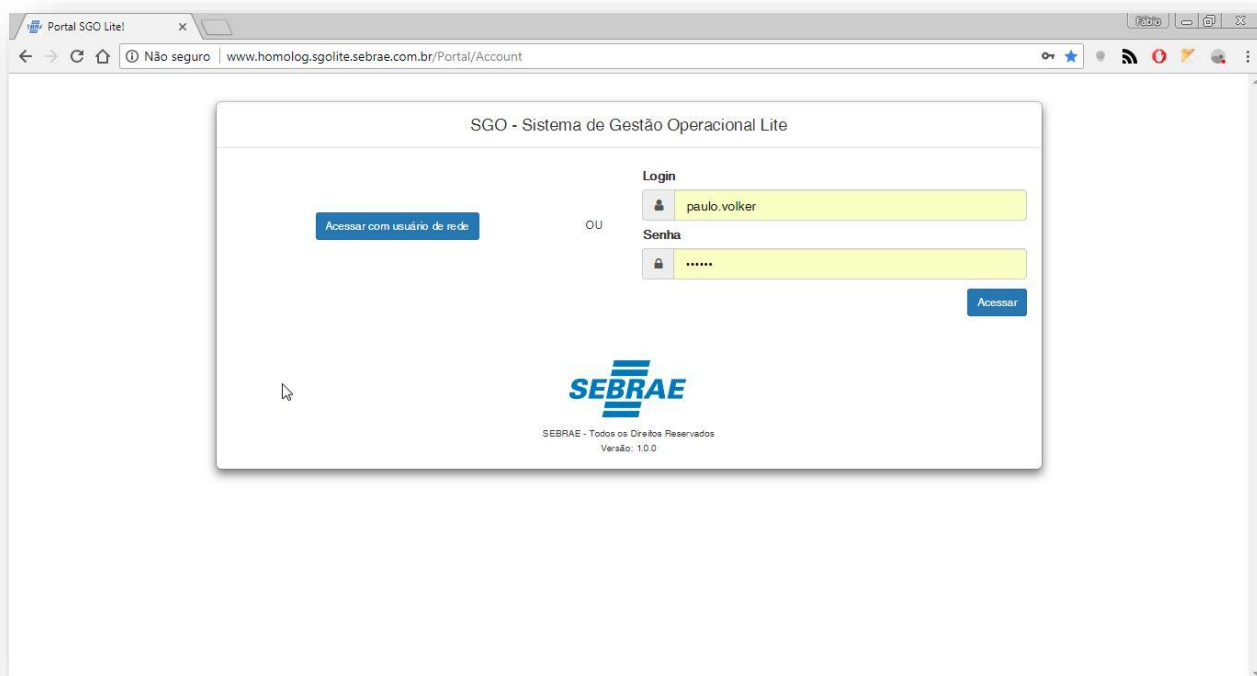 Portal SGO Lite!
Fábio
Não seguro | www.homolog.sgolite.sebrae.com.br/Portal/Account
SGO - Sistema de Gestão Operacional Lite
Login
paulo.volker
Acessar com usuário de rede
OU
Senha
••••••
Acessar
SEBRAE
SEBRAE - Todos os Direitos Reservados
Versão: 1.0.0